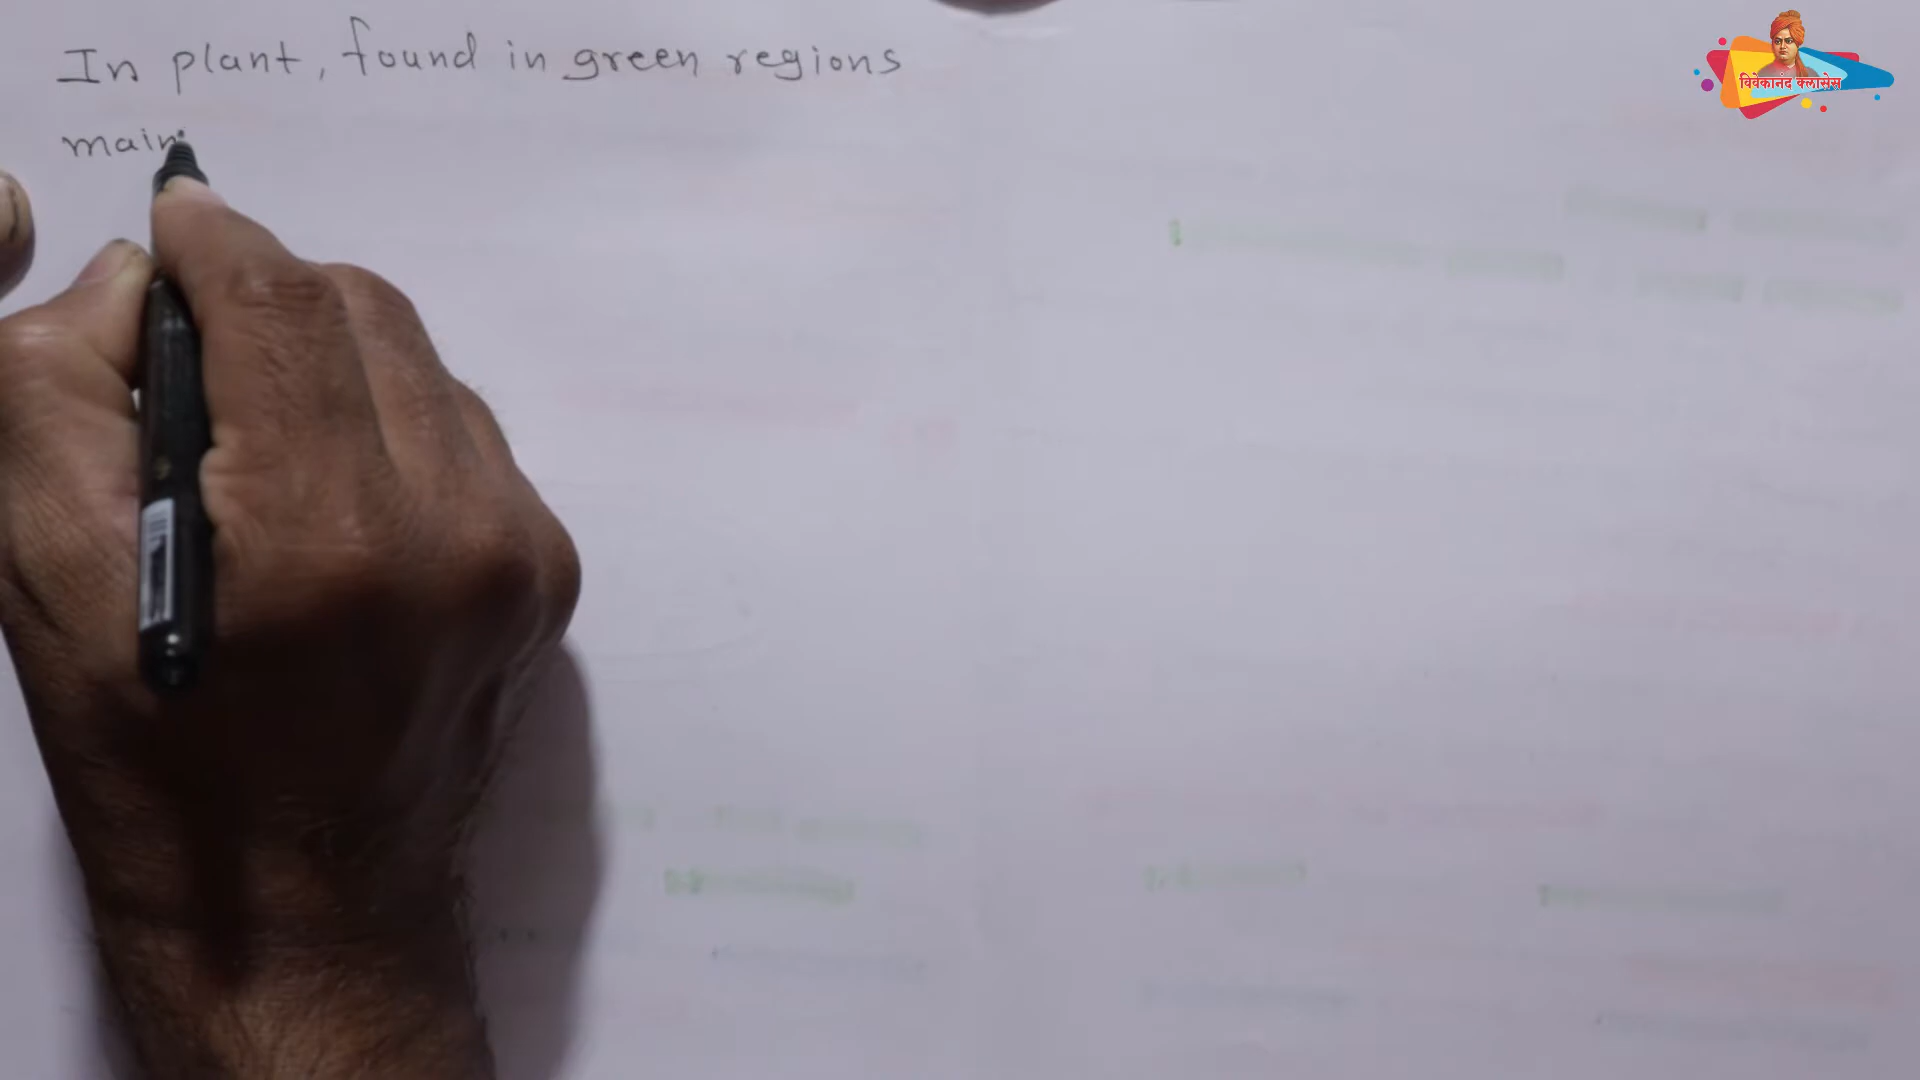 In plant, found in green regions
main
विवेकानंद क्लासेस